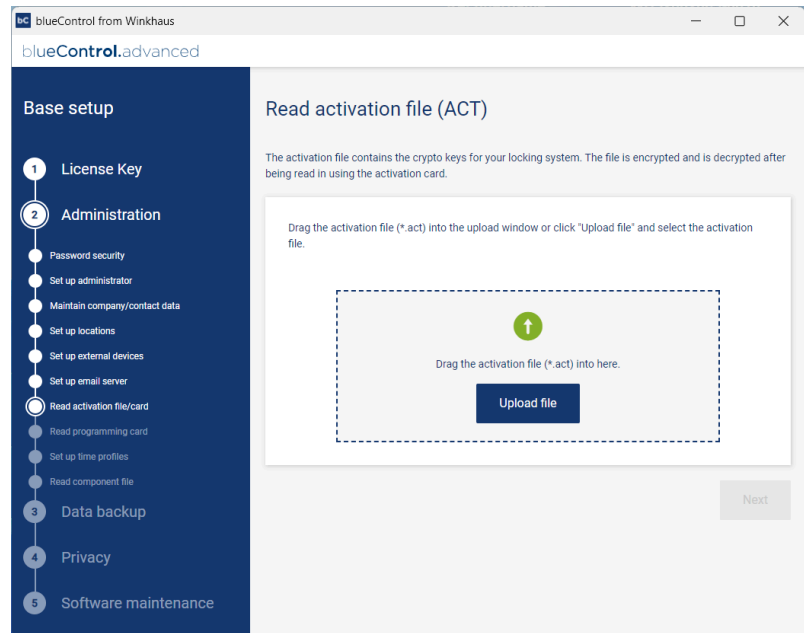 bC blueControl from Winkhaus
blueControl.advanced
Base setup
1 License Key
2 Administration
Password security
Set up administrator
Maintain company/contact data
Set up locations
Set up external devices
Set up email server
Read activation file/card
Read programming card
Set up time profiles
Read component file
3 Data backup
4 Privacy
5 Software maintenance
Read activation file (ACT)
The activation file contains the crypto keys for your locking system. The file is encrypted and is decrypted after
being read in using the activation card.
Drag the activation file (*.act) into the upload window or click "Upload file" and select the activation
file.
Drag the activation file (*.act) into here.
Upload file
Next